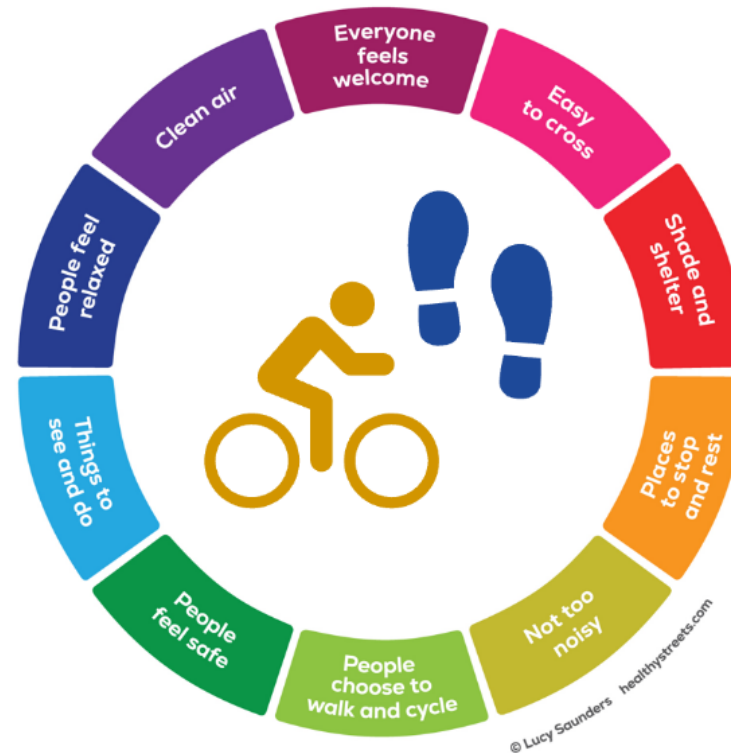 Everyone
feels
welcome
Easy
to cross
Shade and
shelter
Places
to stop
and rest
Not too
noisy
People
choose to
walk and cycle
People
feel safe
Things to
see and do
People feel
relaxed
Clean air
© Lucy Saunders healthystreets.com